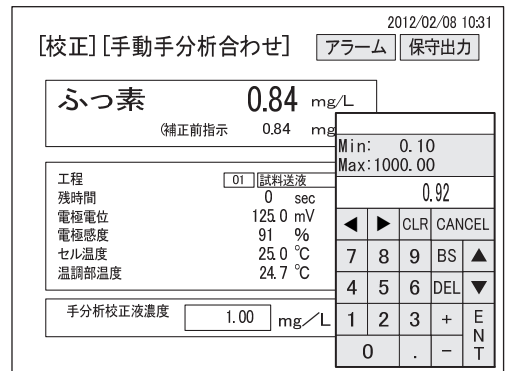 2012/02/08 10:31
[校正][手動手分析合わせ] アラーム 保守出力
ふっ素 0.84 mg/L
(補正前指示 0.84 mg
Min: 0.10
Max:1000.00
0.92
工程 01 試料送液
残時間 0 sec
電極電位 125.0 mV
電極感度 91 %
セル温度 25.0 ℃
温調部温度 24.7 ℃
手分析校正液濃度 1.00 mg/L
◀ ▶ CLR CANCEL
7 8 9 BS ▲
4 5 6 DEL ▼
1 2 3 + ENT
0 . −